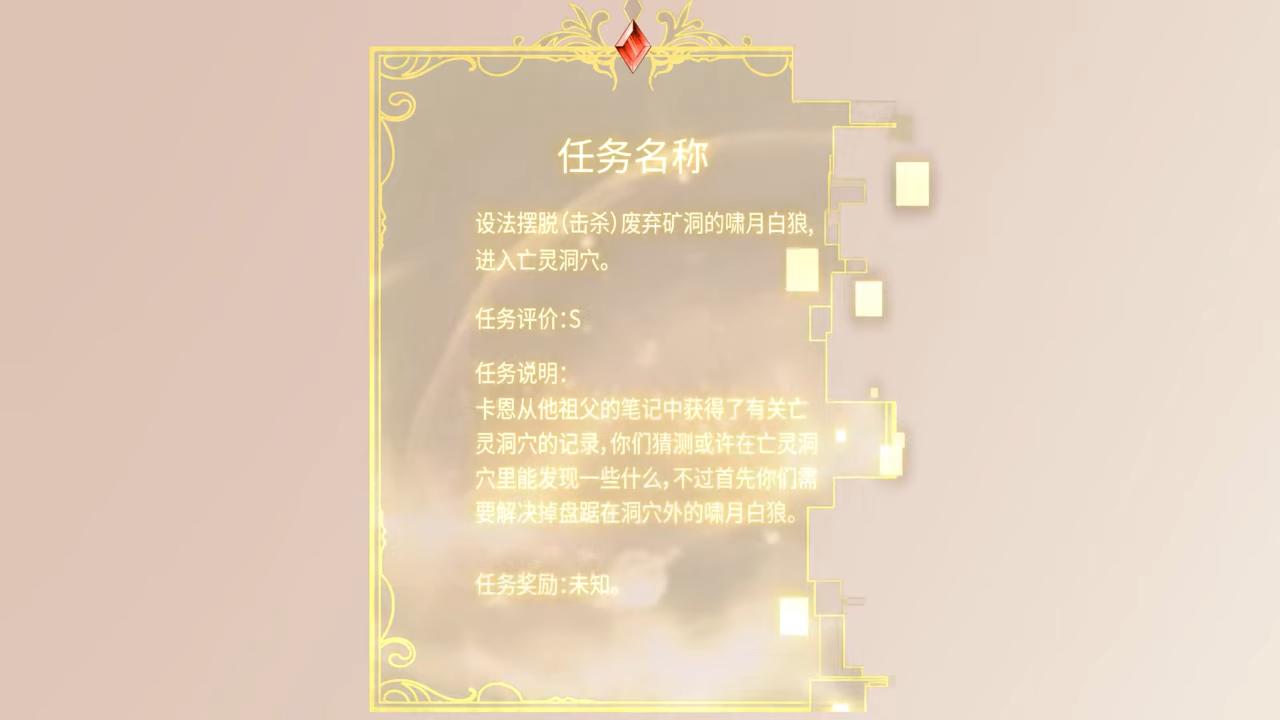 任务名称
设法摆脱(击杀)废弃矿洞的啸月白狼,
进入亡灵洞穴。
任务评价:S
任务说明:
卡恩从他祖父的笔记中获得了有关亡
灵洞穴的记录,你们猜测或许在亡灵洞
穴里能发现一些什么,不过首先你们需
要解决掉盘踞在洞穴外的啸月白狼。
任务奖励:未知。